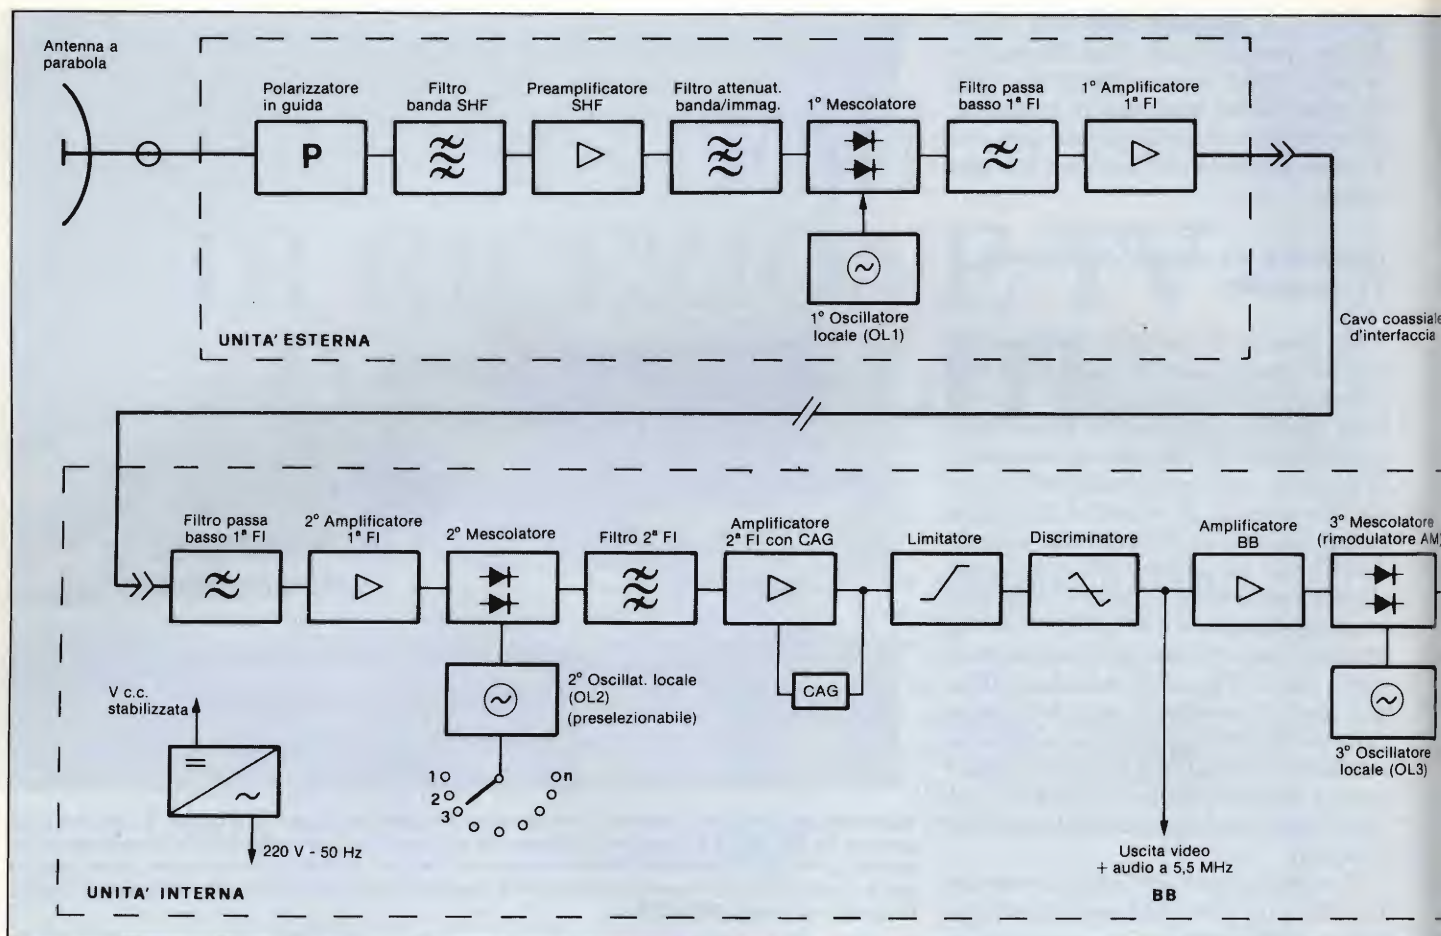 Antenna a
parabola
Polarizzatore
in guida
P
Filtro
banda SHF
Preamplificatore
SHF
Filtro attenuat.
banda/immag.
1° Mescolatore
Filtro passa
basso 1ª FI
1° Amplificatore
1ª FI
1° Oscillatore
locale (OL1)
UNITA' ESTERNA
Cavo coassiale
d'interfaccia
Filtro passa
basso 1ª FI
2° Amplificatore
1ª FI
2° Mescolatore
Filtro 2ª FI
Amplificatore
2ª FI con CAG
Limitatore
Discriminatore
Amplificatore
BB
3° Mescolatore
(rimodulatore AM)
2° Oscillat. locale
(OL2)
(preselezionabile)
CAG
V c.c.
stabilizzata
3° Oscillatore
locale (OL3)
1
2
3
n
220 V - 50 Hz
Uscita video
+ audio a 5,5 MHz
BB
UNITA' INTERNA